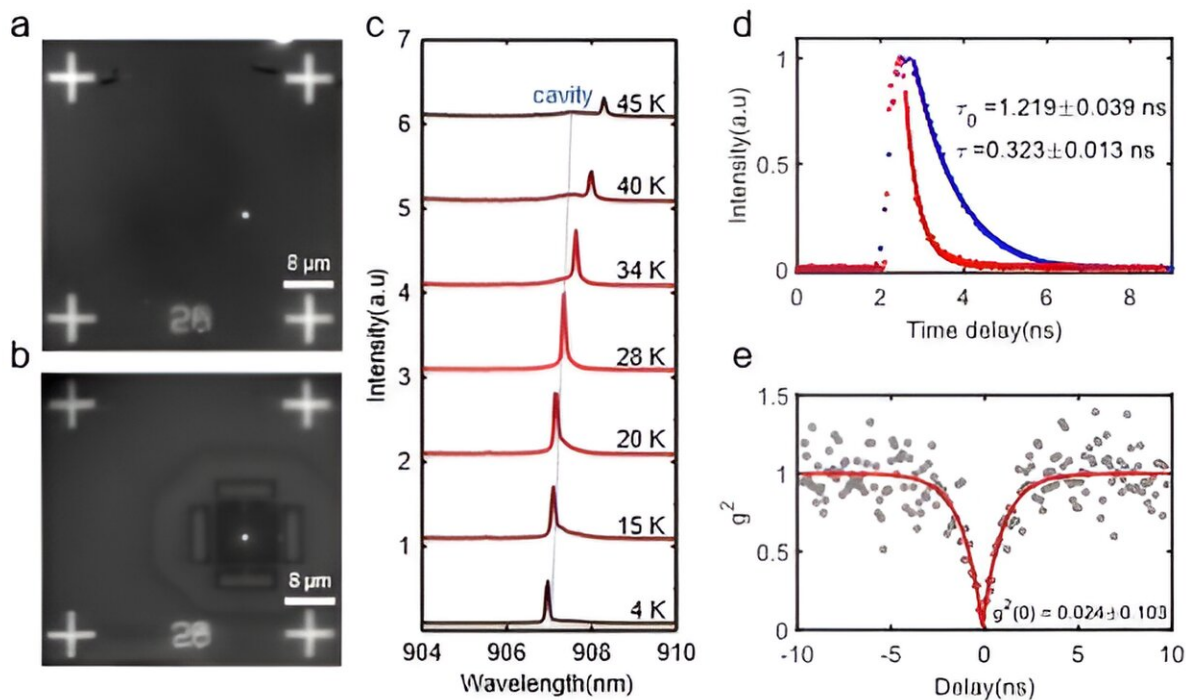 a
8 µm
20
b
8 µm
20
c
7
6
5
4
3
2
1
Intensity(a.u)
cavity
45 K
40 K
34 K
28 K
20 K
15 K
4 K
904 906 908 910
Wavelength(nm)
d
1
0.5
0
Intensity(a.u)
τ0 =1.219±0.039 ns
τ=0.323±0.013 ns
0 2 4 6 8
Time delay(ns)
e
1.5
1
0.5
0
g2
g2(0) = 0.024±0.103
-10 -5 0 5 10
Delay(ns)